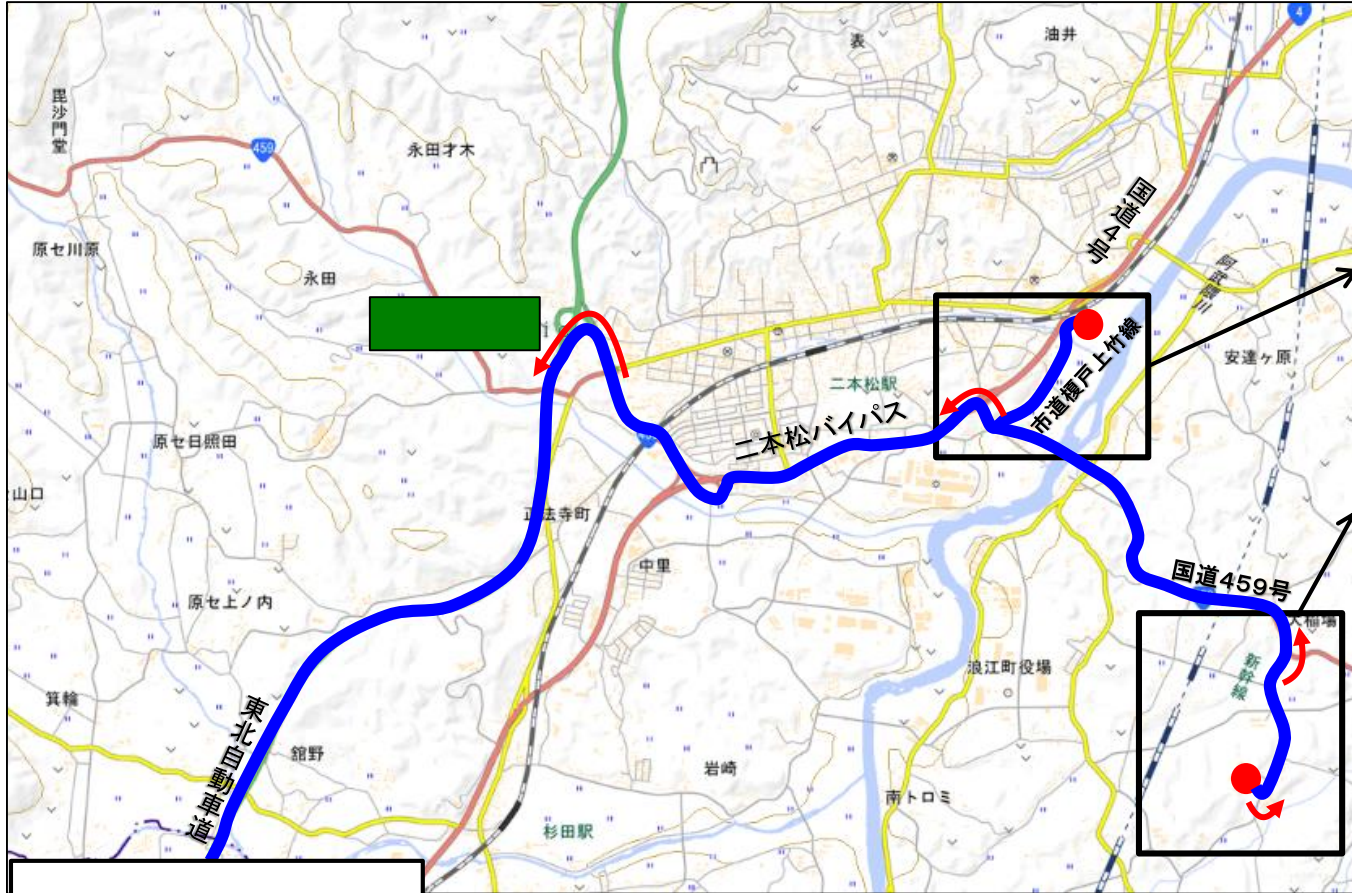 4
油井
表
毘沙門堂
459
永田才木
国道4号
原セ川原
永田
阿武隈川
安達ヶ原
二本松駅
市道榎戸上竹線
二本松バイパス
原セ日照田
山口
正法寺町
中里
国道459号
原セ上ノ内
大稲場
新幹線
浪江町役場
箕輪
東北自動車道
舘野
岩崎
南トロミ
杉田駅